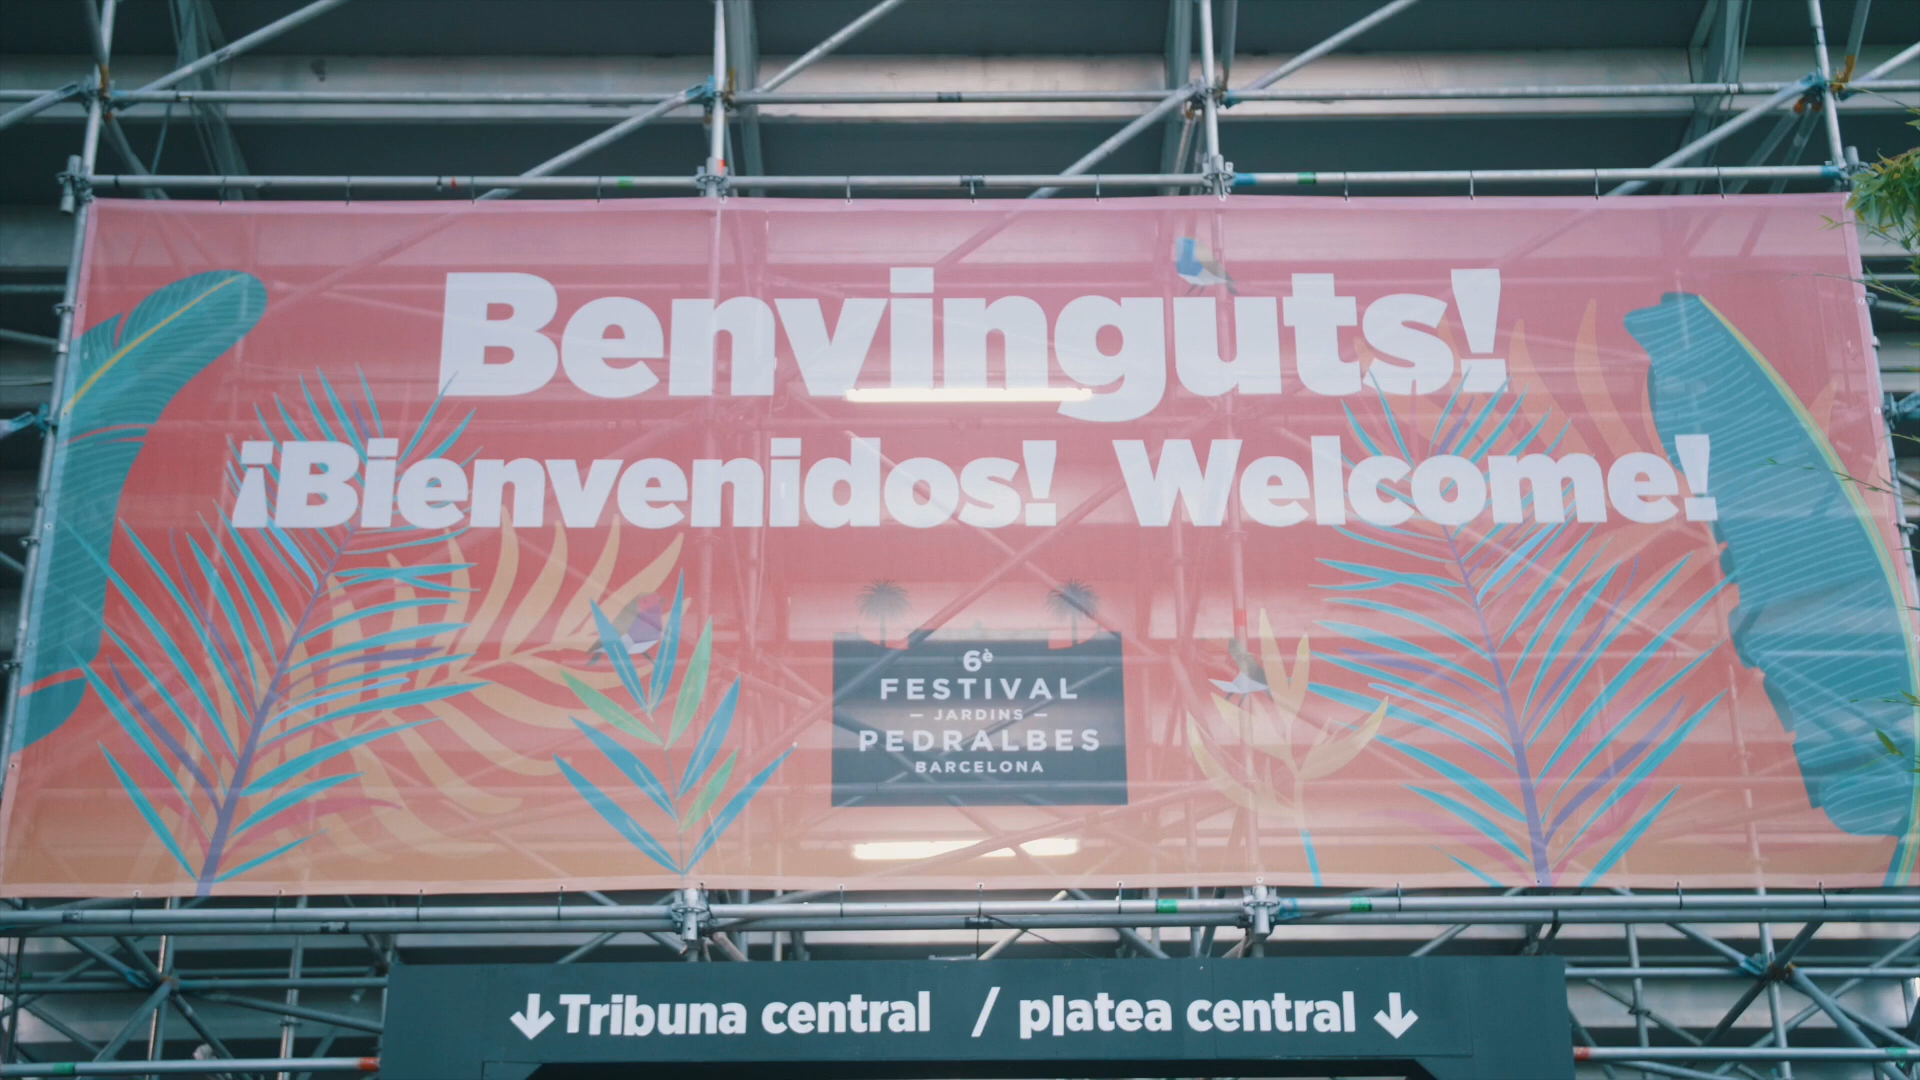 Benvinguts!
¡Bienvenidos! Welcome!
6è
FESTIVAL
– JARDINS –
PEDRALBES
BARCELONA
↓Tribuna central / platea central ↓